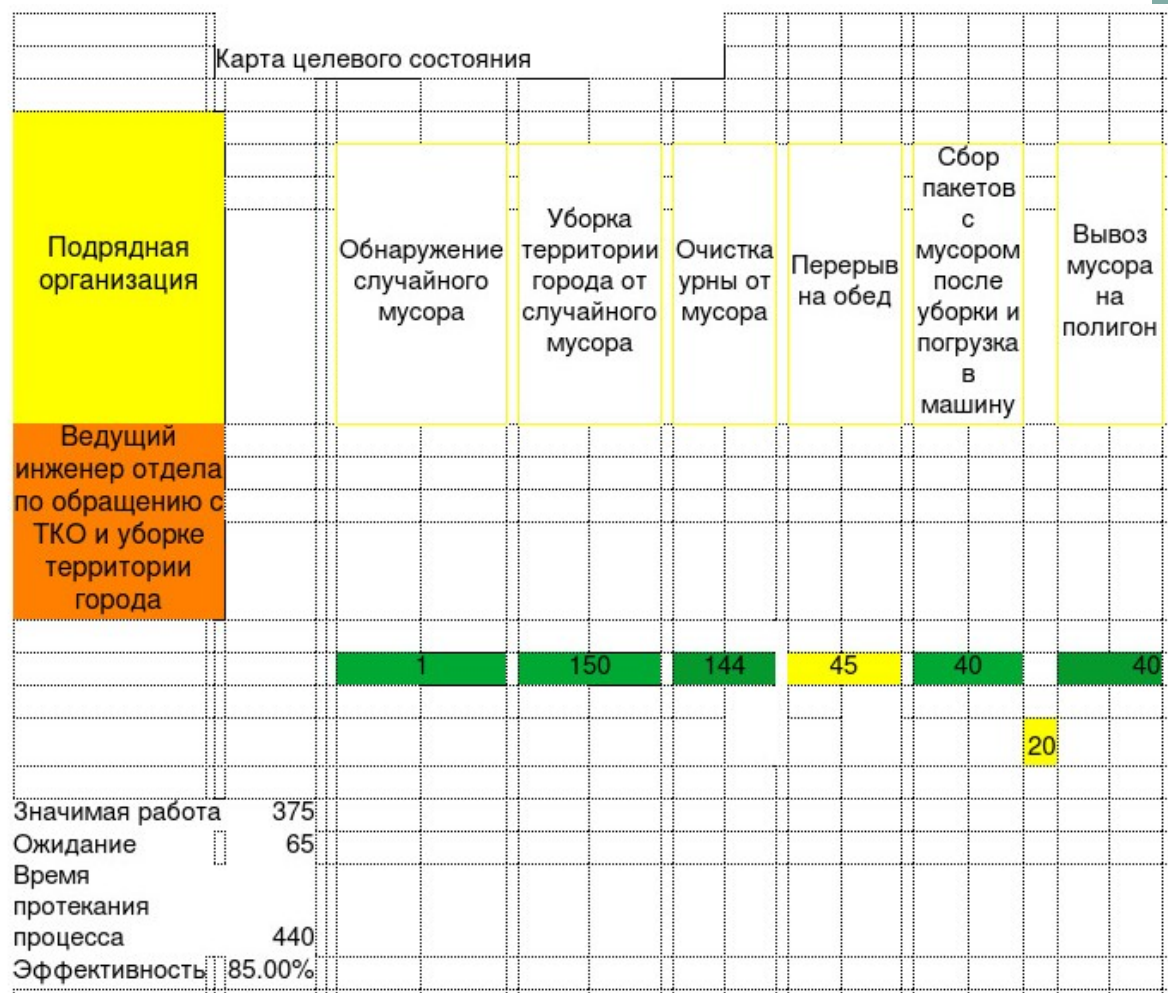 Карта целевого состояния
Подрядная
организация
Обнаружение
случайного
мусора
Уборка
территории
города от
случайного
мусора
Очистка
урны от
мусора
Перерыв
на обед
Сбор
пакетов
с
мусором
после
уборки и
погрузка
в
машину
Вывоз
мусора
на
полигон
Ведущий
инженер отдела
по обращению с
ТКО и уборке
территории
города
1 150 144 45 40 40
20
Значимая работа 375
Ожидание 65
Время
протекания
процесса 440
Эффективность 85.00%